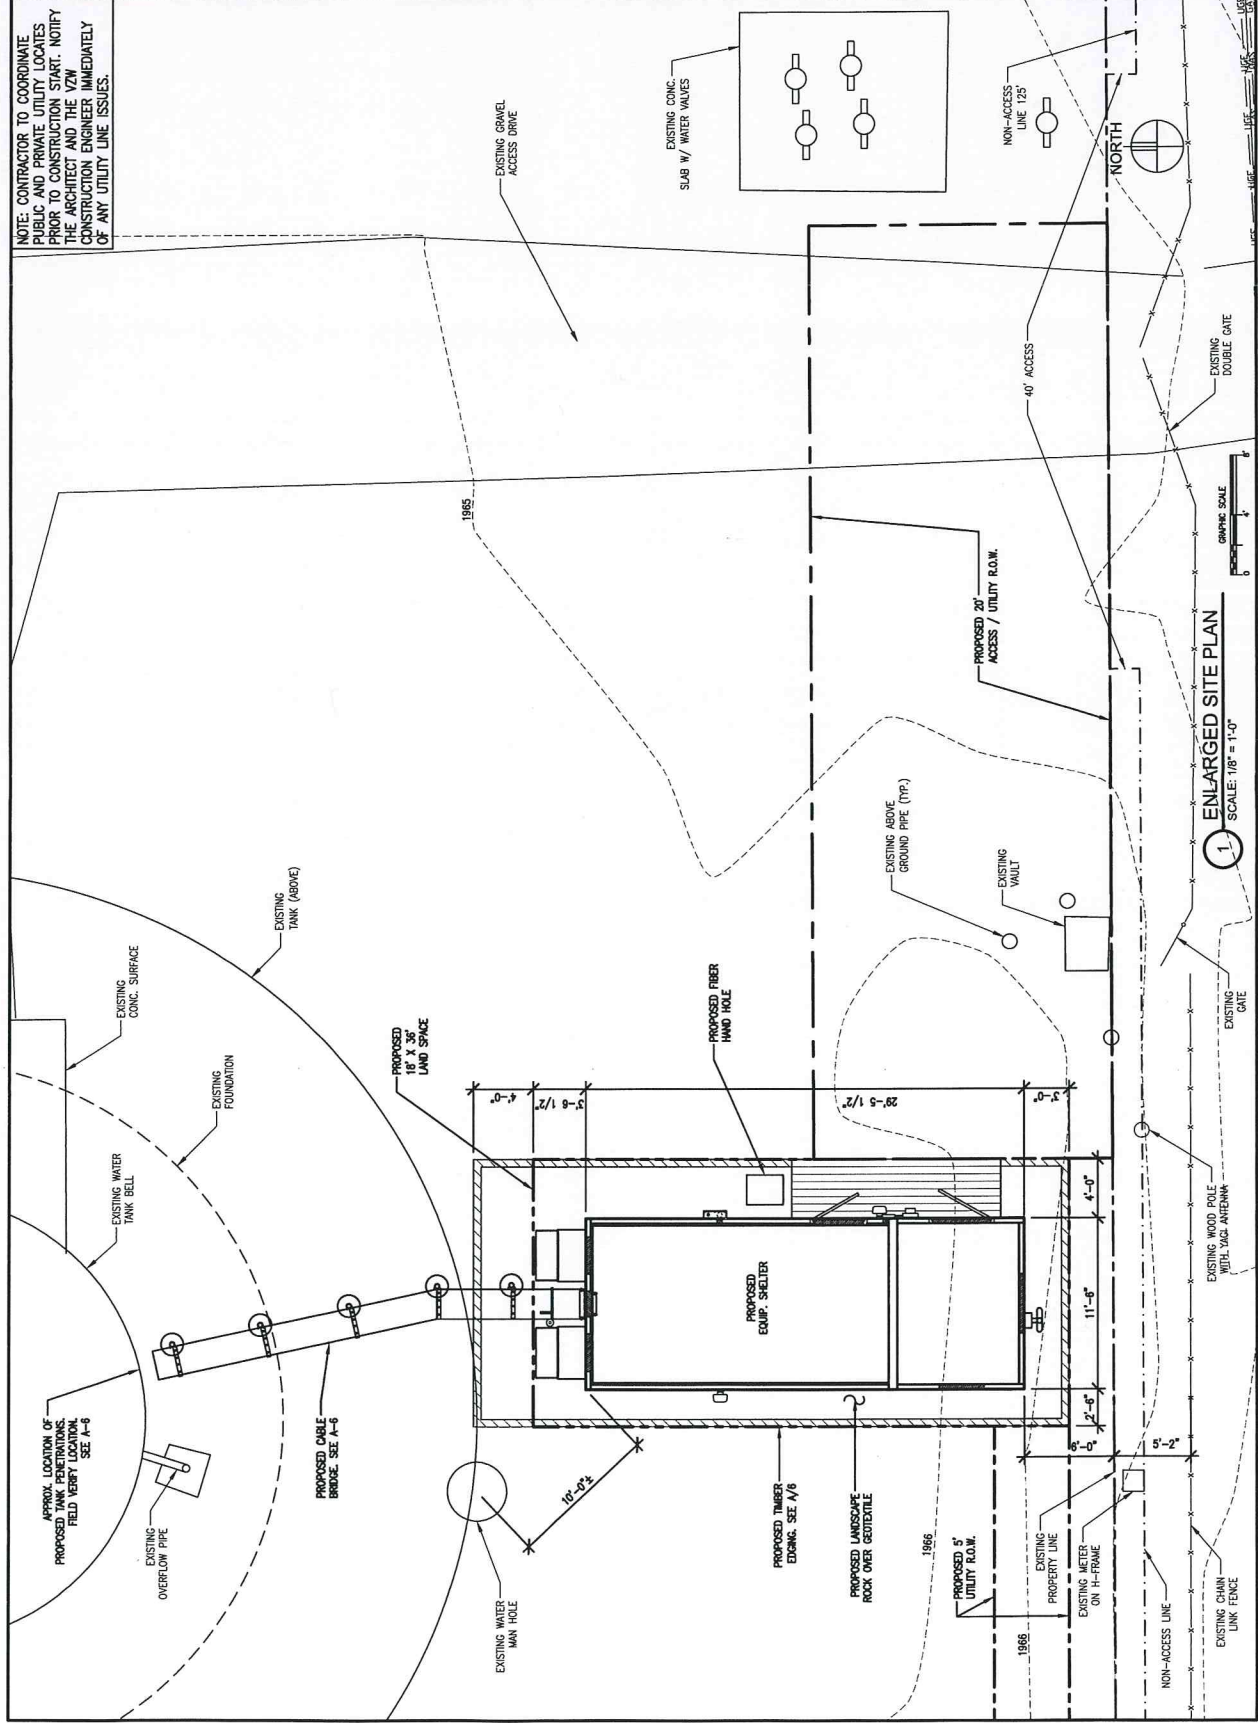 NOTE: CONTRACTOR TO COORDINATE
PUBLIC AND PRIVATE UTILITY LOCATES
PRIOR TO CONSTRUCTION START. NOTIFY
THE ARCHITECT AND THE VZW
CONSTRUCTION ENGINEER IMMEDIATELY
OF ANY UTILITY LINE ISSUES.
APPROX. LOCATION OF
PROPOSED TANK PENETRATIONS.
FIELD VERIFY LOCATION.
SEE A-6
EXISTING
OVERFLOW PIPE
EXISTING WATER
TANK BELL
EXISTING
CONC. SURFACE
EXISTING
FOUNDATION
EXISTING
TANK (ABOVE)
PROPOSED CABLE
BRIDGE. SEE A-6
PROPOSED
18' X 36'
LAND SPACE
EXISTING WATER
MAN HOLE
10'-0"±
4'-0"
3'-6 1/2"
29'-5 1/2"
3'-0"
1965
EXISTING GRAVEL
ACCESS DRIVE
EXISTING CONC.
SLAB W/ WATER VALVES
NON-ACCESS
LINE 125'
NORTH
PROPOSED FIBER
HAND HOLE
PROPOSED
EQUIP. SHELTER
PROPOSED TIMBER
EDGING. SEE A/6
PROPOSED LANDSCAPE
ROCK OVER GEOTEXTILE
1966
PROPOSED 5'
UTILITY R.O.W.
1966
EXISTING
PROPERTY LINE
EXISTING METER
ON H-FRAME
NON-ACCESS LINE
EXISTING CHAIN
LINK FENCE
2'-6"
11'-6"
4'-0"
6'-0"
5'-2"
EXISTING WOOD POLE
WITH YAGI ANTENNA
EXISTING
GATE
EXISTING
VAULT
EXISTING ABOVE
GROUND PIPE (TYP.)
PROPOSED 20'
ACCESS / UTILITY R.O.W.
40' ACCESS
EXISTING
DOUBLE GATE
UGE
UGE
UGE
UGE
1
ENLARGED SITE PLAN
SCALE: 1/8" = 1'-0"
GRAPHIC SCALE
0 4' 8'